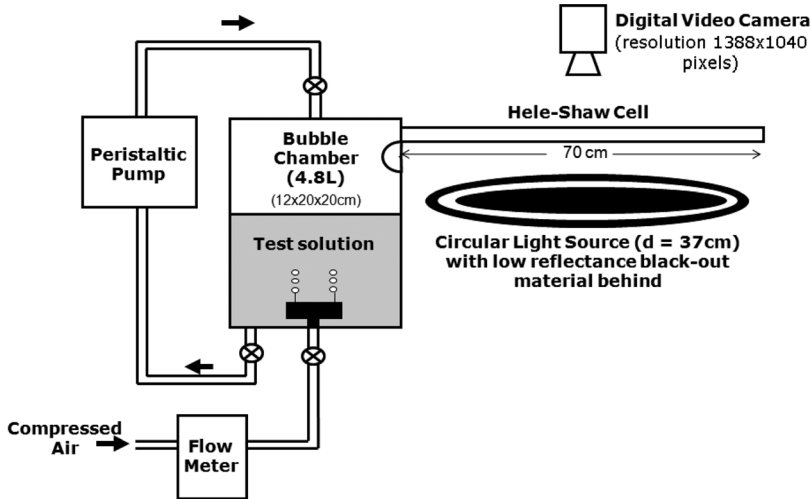 Digital Video Camera
(resolution 1388x1040
pixels)
Hele-Shaw Cell
70 cm
Peristaltic
Pump
Bubble
Chamber
(4.8L)
(12x20x20cm)
Test solution
Circular Light Source (d = 37cm)
with low reflectance black-out
material behind
Compressed
Air
Flow
Meter